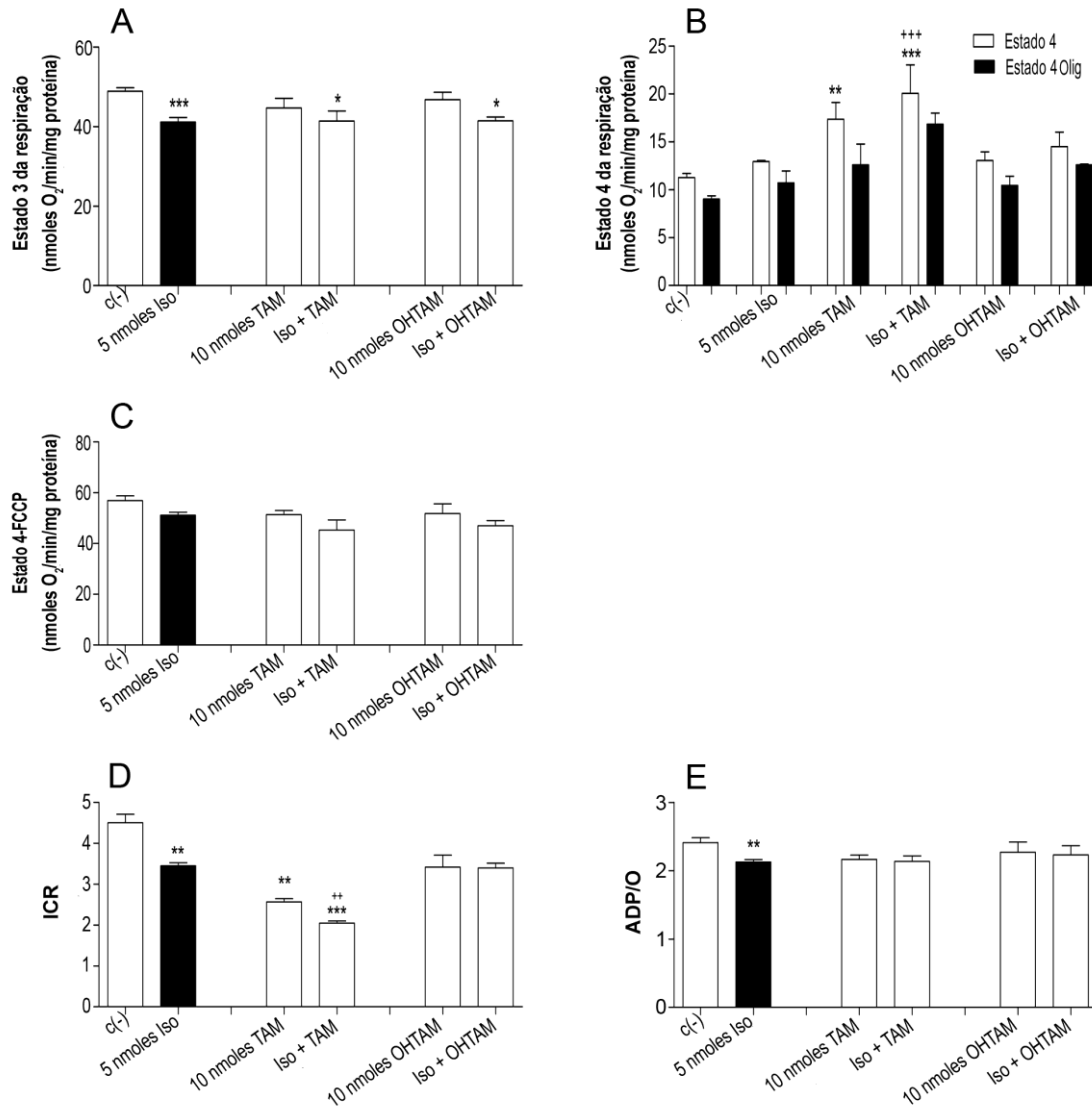 A
Estado 3 da respiração
(nmoles O2/min/mg proteína)
60
40
20
0
***
*
*
c(-)
5 nmoles Iso
10 nmoles TAM
Iso + TAM
10 nmoles OHTAM
Iso + OHTAM
B
Estado 4 da respiração
(nmoles O2/min/mg proteína)
25
20
15
10
5
0
**
+++
***
Estado 4
Estado 4 Olig
c(-)
5 nmoles Iso
10 nmoles TAM
Iso + TAM
10 nmoles OHTAM
Iso + OHTAM
C
Estado 4-FCCP
(nmoles O2/min/mg proteína)
80
60
40
20
0
c(-)
5 nmoles Iso
10 nmoles TAM
Iso + TAM
10 nmoles OHTAM
Iso + OHTAM
D
ICR
5
4
3
2
1
0
**
**
++
***
c(-)
5 nmoles Iso
10 nmoles TAM
Iso + TAM
10 nmoles OHTAM
Iso + OHTAM
E
ADP/O
3
2
1
0
**
c(-)
5 nmoles Iso
10 nmoles TAM
Iso + TAM
10 nmoles OHTAM
Iso + OHTAM